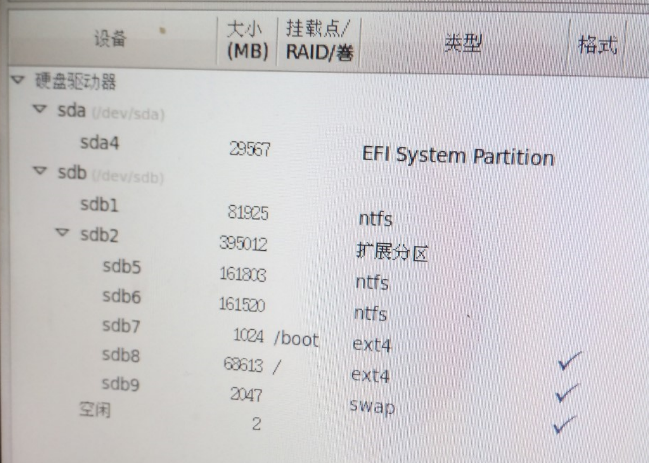 设备 大小(MB) 挂载点/RAID/卷 类型 格式
硬盘驱动器
sda (/dev/sda)
sda4 29567 EFI System Partition
sdb (/dev/sdb)
sdb1 81925 ntfs
sdb2 395012 扩展分区
sdb5 161803 ntfs
sdb6 161520 ntfs
sdb7 1024 /boot ext4 ✓
sdb8 68613 / ext4 ✓
sdb9 2047 swap ✓
空闲 2